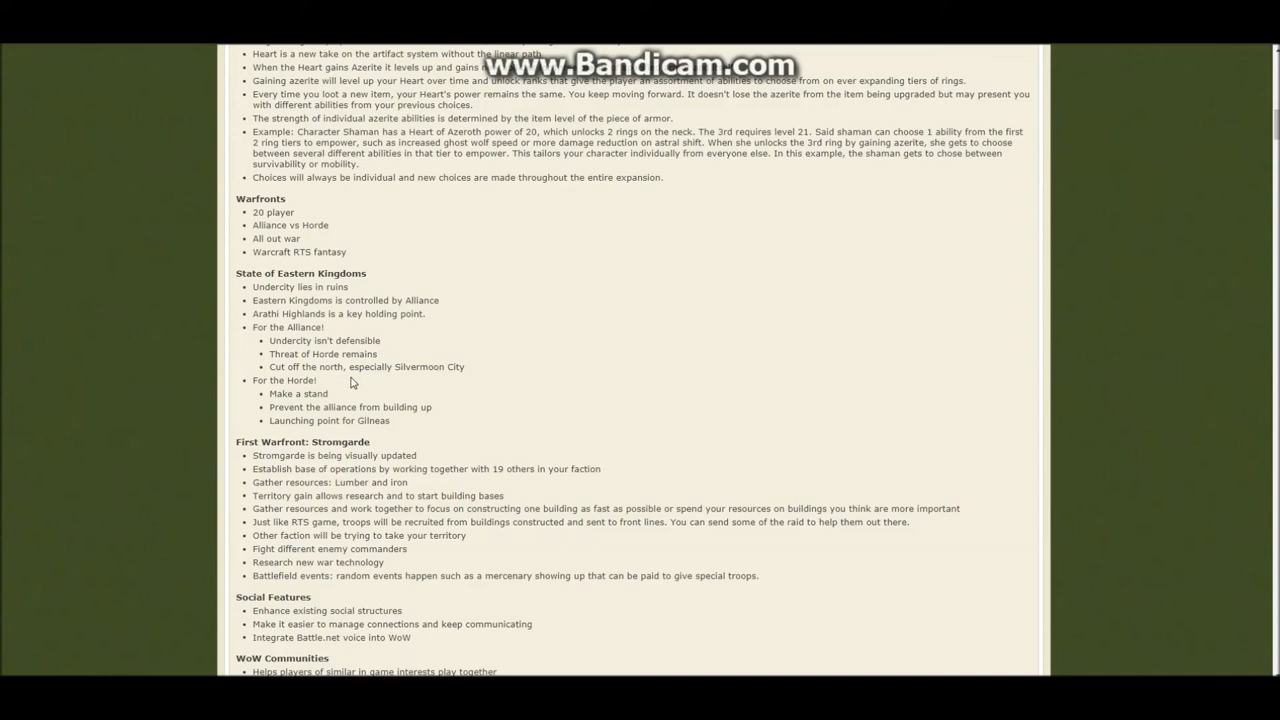 Heart is a new take on the artifact system without the linear path
www.Bandicam.com
When the Heart gains Azerite it levels up and gains
Gaining azerite will level up your Heart over time and unlock ranks that give the player an assortment of abilities to choose from on ever expanding tiers of rings.
Every time you loot a new item, your Heart's power remains the same. You keep moving forward. It doesn't lose the azerite from the item being upgraded but may present you
with different abilities from your previous choices.
The strength of individual azerite abilities is determined by the item level of the piece of armor.
Example: Character Shaman has a Heart of Azeroth power of 20, which unlocks 2 rings on the neck. The 3rd requires level 21. Said shaman can choose 1 ability from the first
2 ring tiers to empower, such as increased ghost wolf speed or more damage reduction on astral shift. When she unlocks the 3rd ring by gaining azerite, she gets to choose
between several different abilities in that tier to empower. This tailors your character individually from everyone else. In this example, the shaman gets to chose between
survivability or mobility.
Choices will always be individual and new choices are made throughout the entire expansion.
Warfronts
20 player
Alliance vs Horde
All out war
Warcraft RTS fantasy
State of Eastern Kingdoms
Undercity lies in ruins
Eastern Kingdoms is controlled by Alliance
Arathi Highlands is a key holding point.
For the Alliance!
Undercity isn't defensible
Threat of Horde remains
Cut off the north, especially Silvermoon City
For the Horde!
Make a stand
Prevent the alliance from building up
Launching point for Gilneas
First Warfront: Stromgarde
Stromgarde is being visually updated
Establish base of operations by working together with 19 others in your faction
Gather resources: Lumber and iron
Territory gain allows research and to start building bases
Gather resources and work together to focus on constructing one building as fast as possible or spend your resources on buildings you think are more important
Just like RTS game, troops will be recruited from buildings constructed and sent to front lines. You can send some of the raid to help them out there.
Other faction will be trying to take your territory
Fight different enemy commanders
Research new war technology
Battlefield events: random events happen such as a mercenary showing up that can be paid to give special troops.
Social Features
Enhance existing social structures
Make it easier to manage connections and keep communicating
Integrate Battle.net voice into WoW
WoW Communities
Helps players of similar in game interests play together